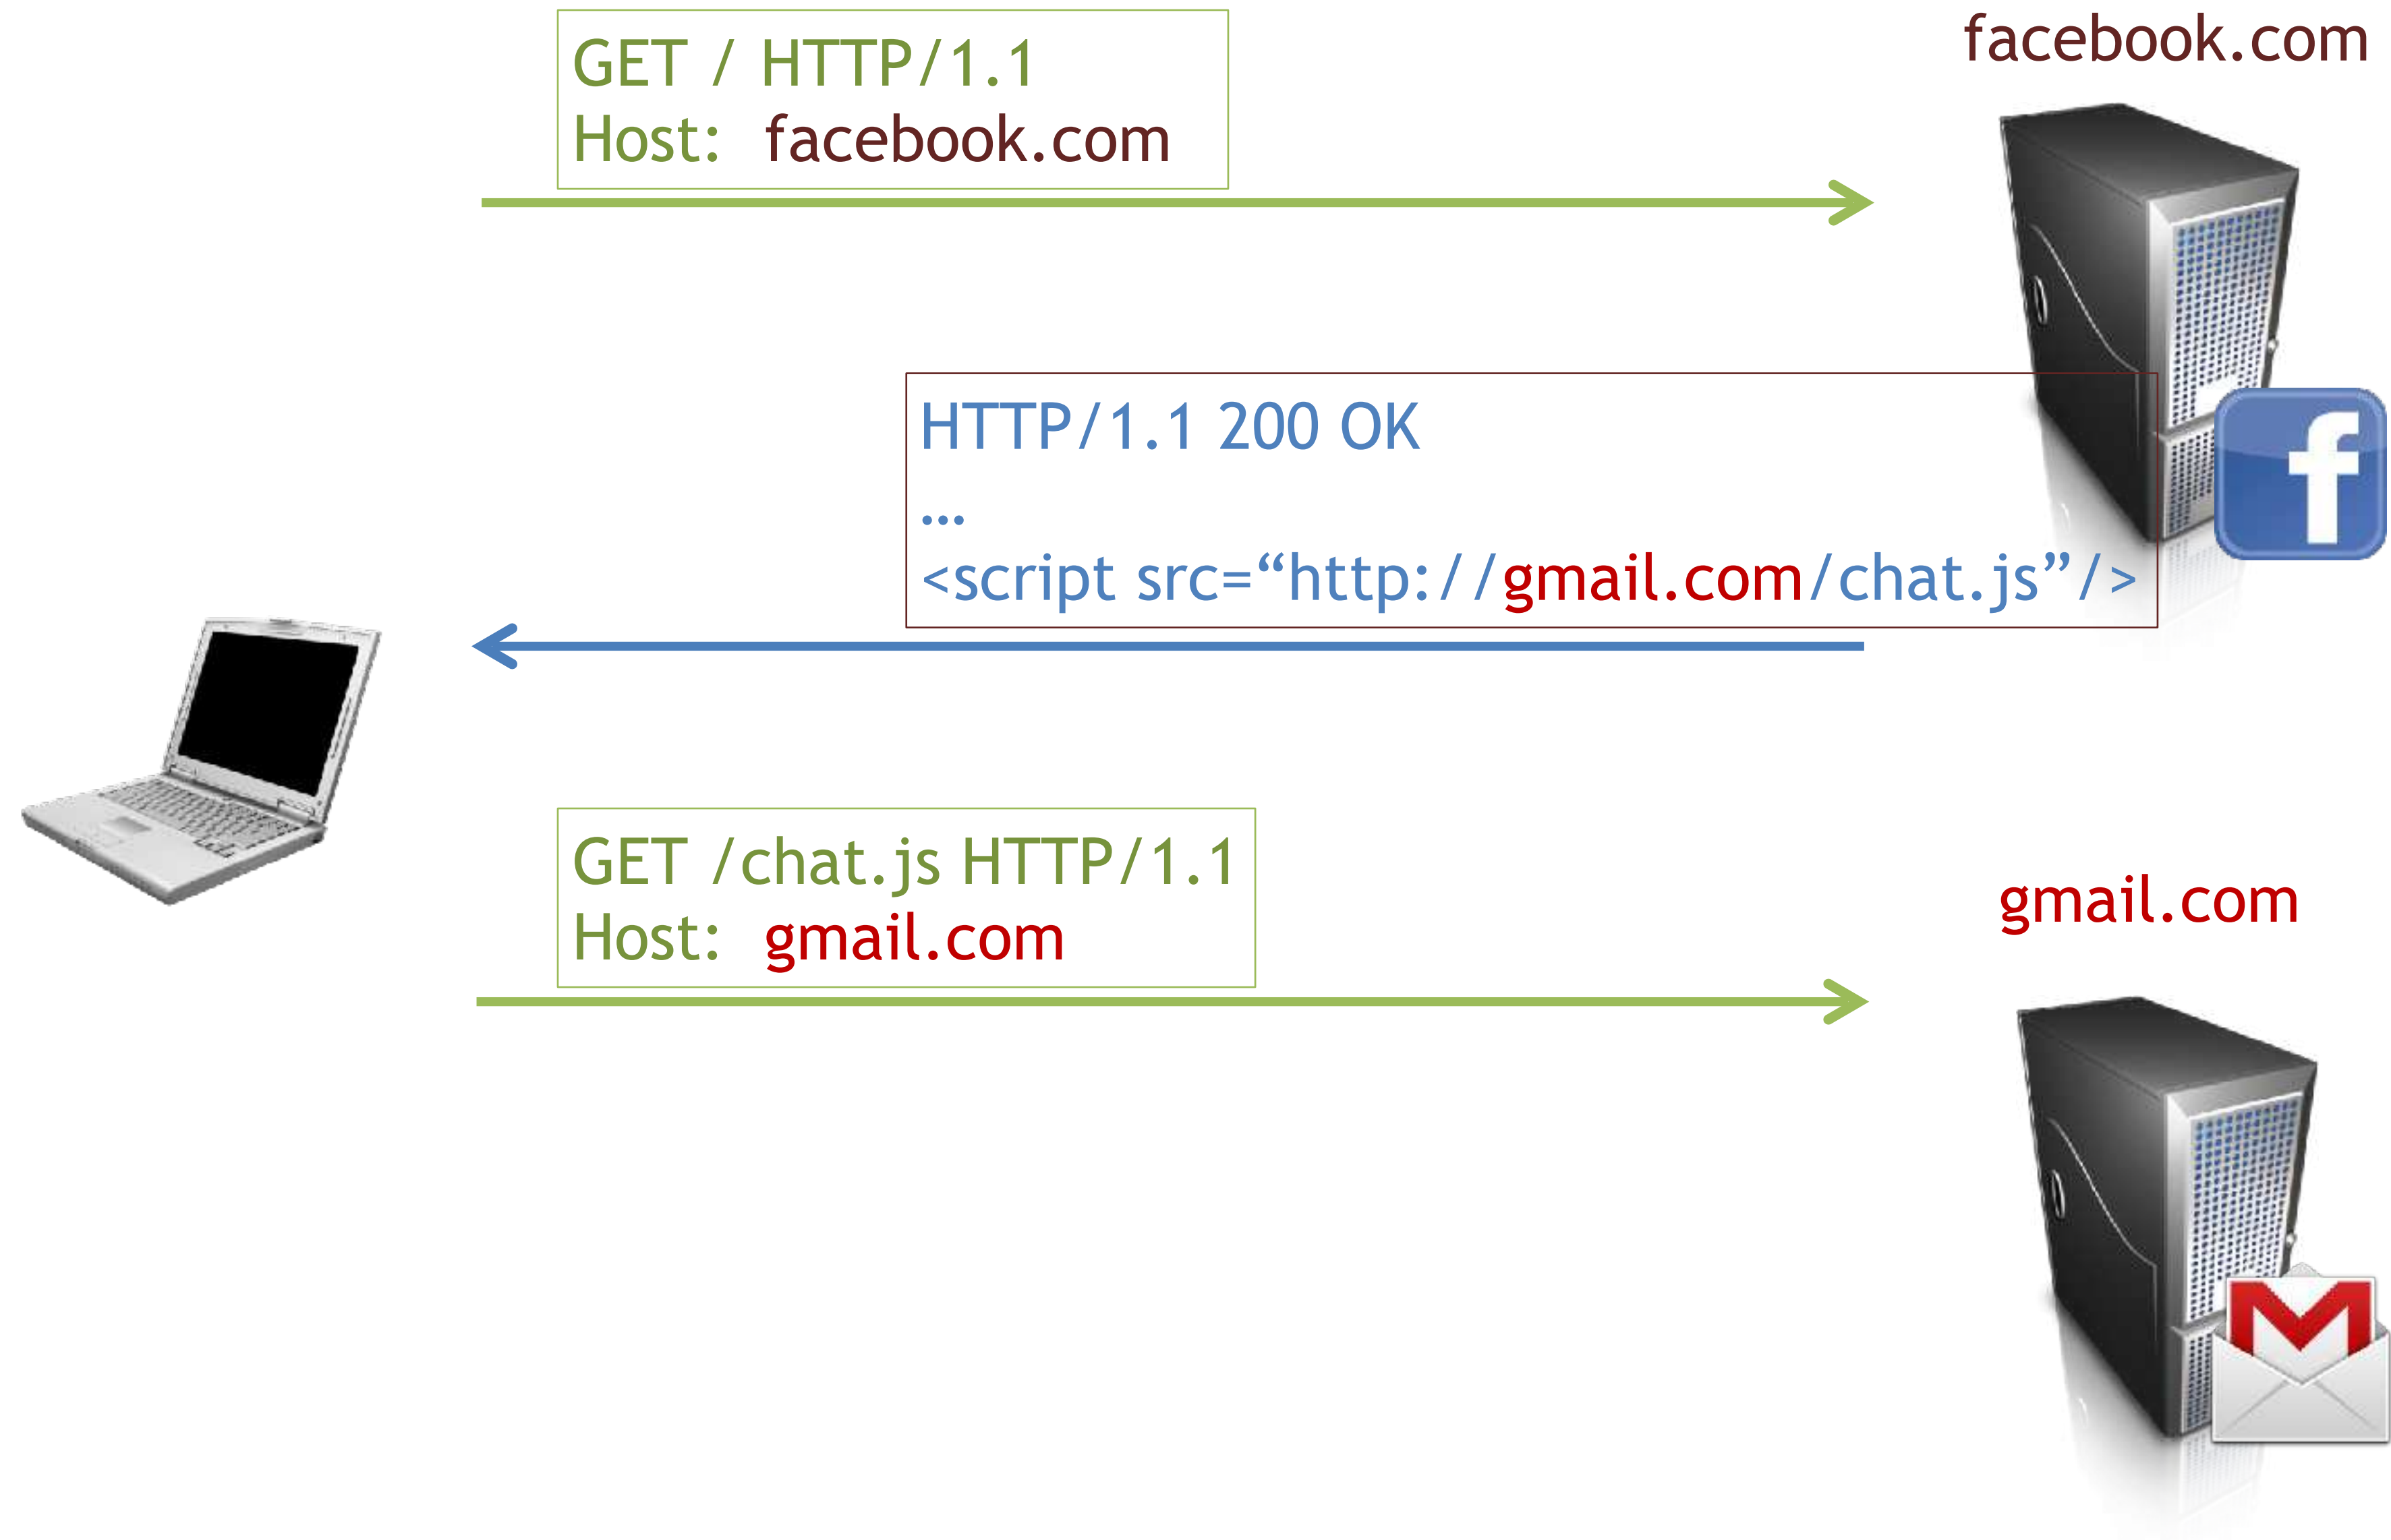 facebook.com
GET / HTTP/1.1
Host: facebook.com
HTTP/1.1 200 OK
…
<script src=“http://gmail.com/chat.js”/>
GET /chat.js HTTP/1.1
Host: gmail.com
gmail.com